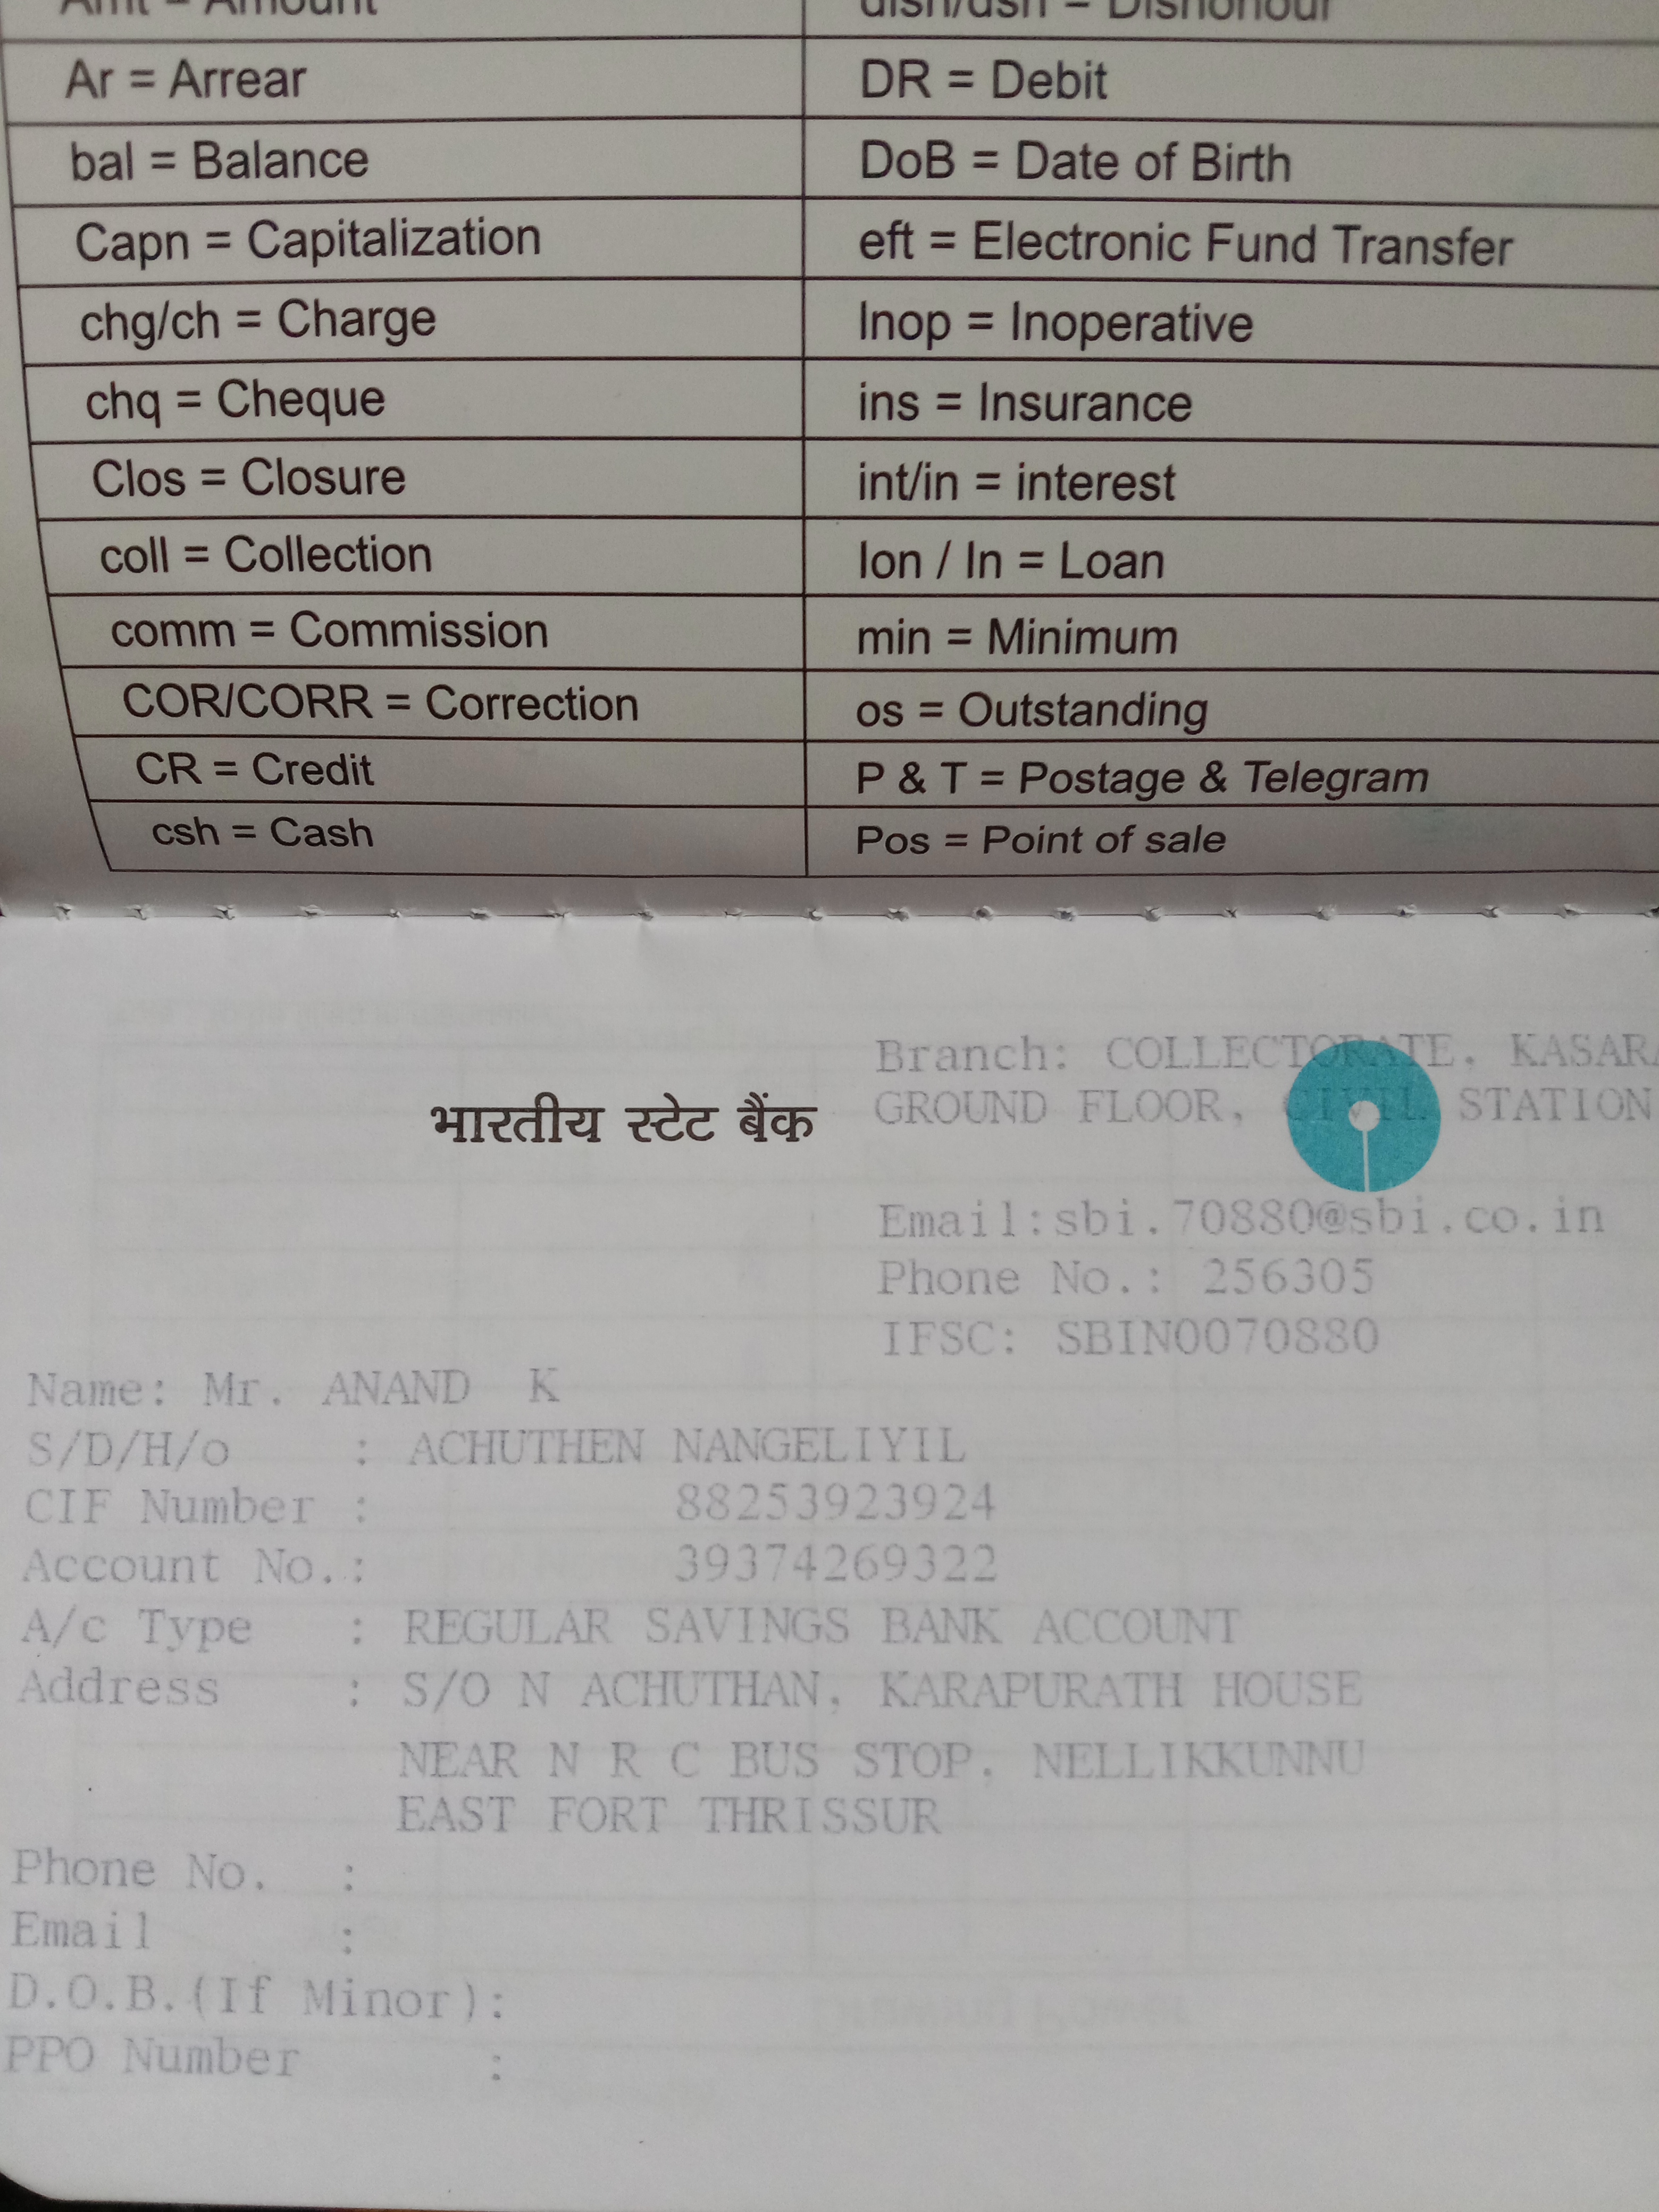 Amt = Amount
dish/dsh = Dishonour
Ar = Arrear
DR = Debit
bal = Balance
DoB = Date of Birth
Capn = Capitalization
eft = Electronic Fund Transfer
chg/ch = Charge
Inop = Inoperative
chq = Cheque
ins = Insurance
Clos = Closure
int/in = interest
coll = Collection
lon / ln = Loan
comm = Commission
min = Minimum
COR/CORR = Correction
os = Outstanding
CR = Credit
P & T = Postage & Telegram
csh = Cash
Pos = Point of sale
Branch: COLLECTORATE, KASARA
भारतीय स्टेट बैंक
GROUND FLOOR, CIVIL STATION
Email:sbi.70880@sbi.co.in
Phone No.: 256305
IFSC: SBIN0070880
Name: Mr. ANAND K
S/D/H/o : ACHUTHEN NANGELIYIL
CIF Number : 88253923924
Account No.: 39374269322
A/c Type : REGULAR SAVINGS BANK ACCOUNT
Address : S/O N ACHUTHAN, KARAPURATH HOUSE
NEAR N R C BUS STOP, NELLIKKUNNU
EAST FORT THRISSUR
Phone No. :
Email :
D.O.B.(If Minor):
PPO Number :